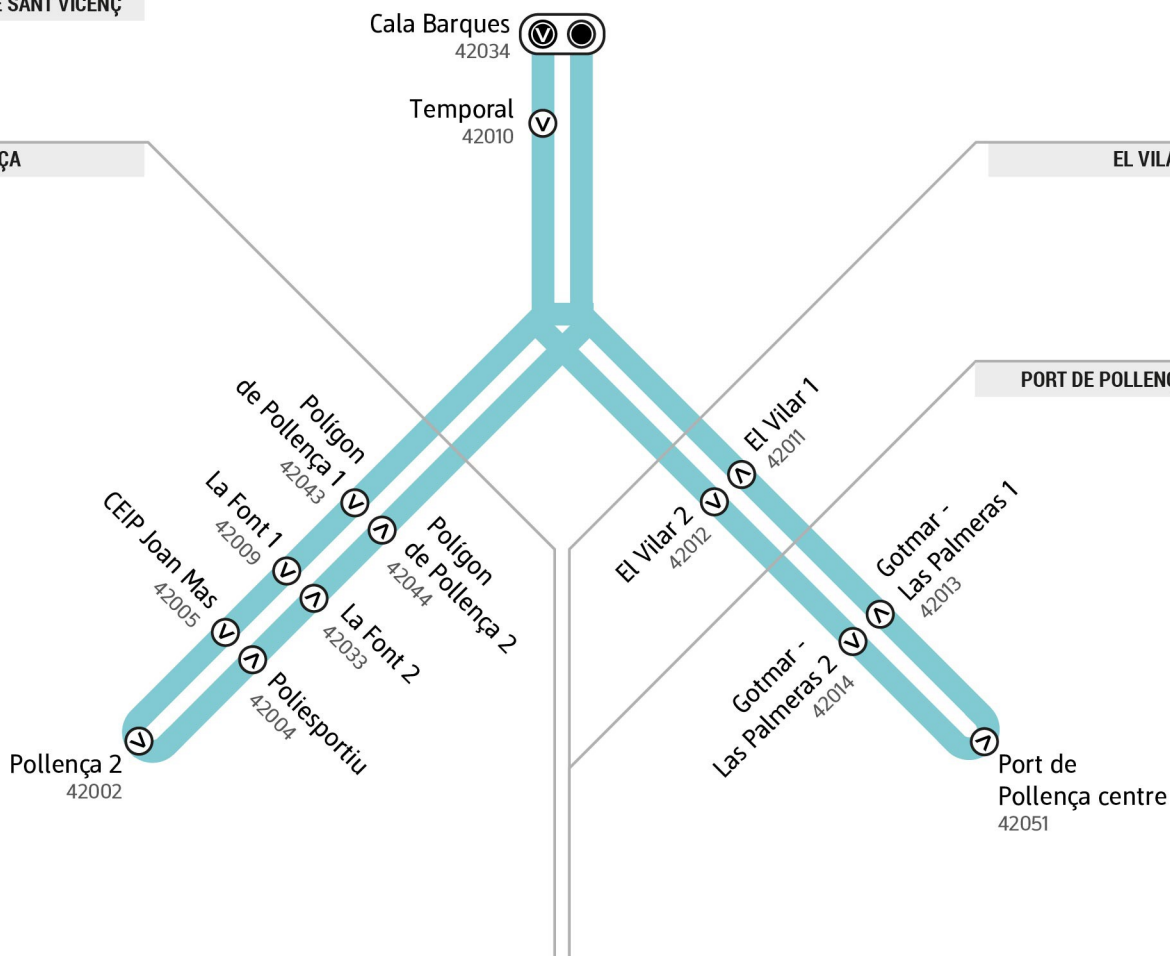 E SANT VICENÇ
Cala Barques
42034
Temporal
42010
ÇA
EL VILA
PORT DE POLLENÇ
Polígon
de Pollença 1
42043
La Font 1
42009
CEIP Joan Mas
42005
Polígon
de Pollença 2
42044
La Font 2
42033
Poliesportiu
42004
Pollença 2
42002
El Vilar 1
42011
El Vilar 2
42012
Gotmar -
Las Palmeras 1
42013
Gotmar -
Las Palmeras 2
42014
Port de
Pollença centre
42051